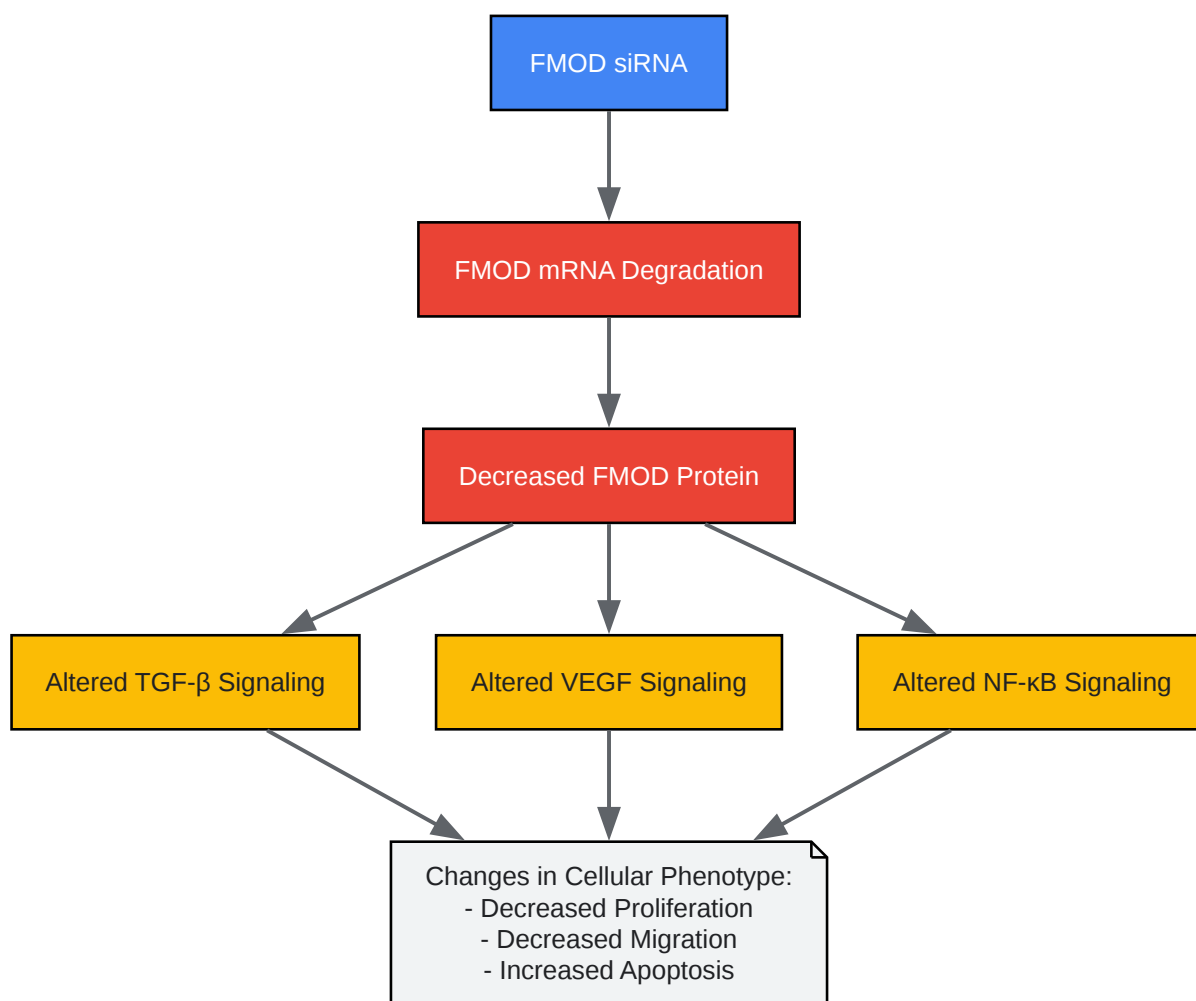 FMOD siRNA
FMOD mRNA Degradation
Decreased FMOD Protein
Altered TGF-β Signaling
Altered VEGF Signaling
Altered NF-κB Signaling
Changes in Cellular Phenotype:
- Decreased Proliferation
- Decreased Migration
- Increased Apoptosis